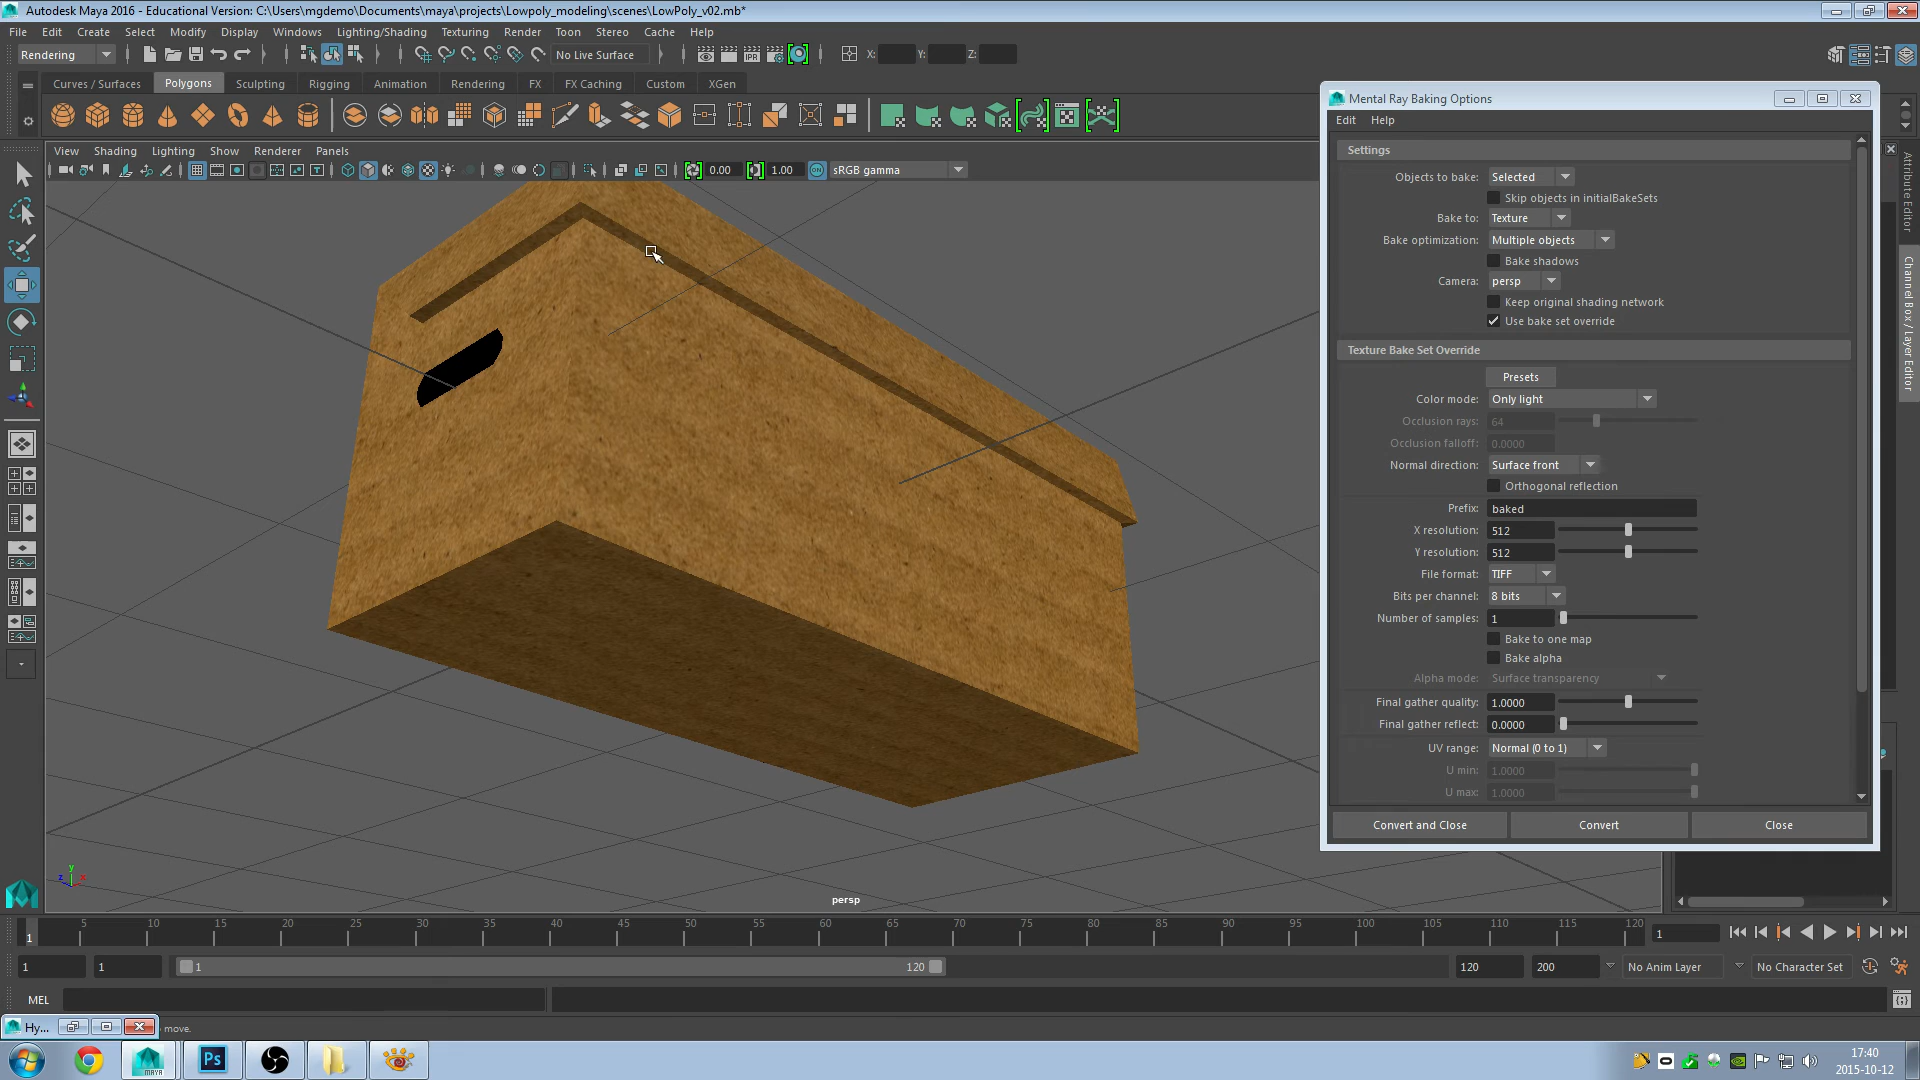 Autodesk Maya 2016 - Educational Version: C:\Users\mgdemo\Documents\maya\projects\Lowpoly_modeling\scenes\LowPoly_v02.mb*
File Edit Create Select Modify Display Windows Lighting/Shading Texturing Render Toon Stereo Cache Help
Rendering No Live Surface X: Y: Z:
Curves / Surfaces Polygons Sculpting Rigging Animation Rendering FX FX Caching Custom XGen
IPR
View Shading Lighting Show Renderer Panels
0.00 1.00 ON sRGB gamma
Mental Ray Baking Options
Edit Help
Settings
Objects to bake: Selected
Skip objects in initialBakeSets
Bake to: Texture
Bake optimization: Multiple objects
Bake shadows
Camera: persp
Keep original shading network
Use bake set override
Texture Bake Set Override
Presets
Color mode: Only light
Occlusion rays: 64
Occlusion falloff: 0.0000
Normal direction: Surface front
Orthogonal reflection
Prefix: baked
X resolution: 512
Y resolution: 512
File format: TIFF
Bits per channel: 8 bits
Number of samples: 1
Bake to one map
Bake alpha
Alpha mode: Surface transparency
Final gather quality: 1.0000
Final gather reflect: 0.0000
UV range: Normal (0 to 1)
U min: 1.0000
U max: 1.0000
Convert and Close Convert Close
Attribute Editor
Channel Box / Layer Editor
y
z x
persp
5 10 15 20 25 30 35 40 45 50 55 60 65 70 75 80 85 90 95 100 105 110 115 120
1 1
1 1 1 120 120 200 No Anim Layer No Character Set
MEL
Hy... move.
MAYA Ps
17:40
2015-10-12